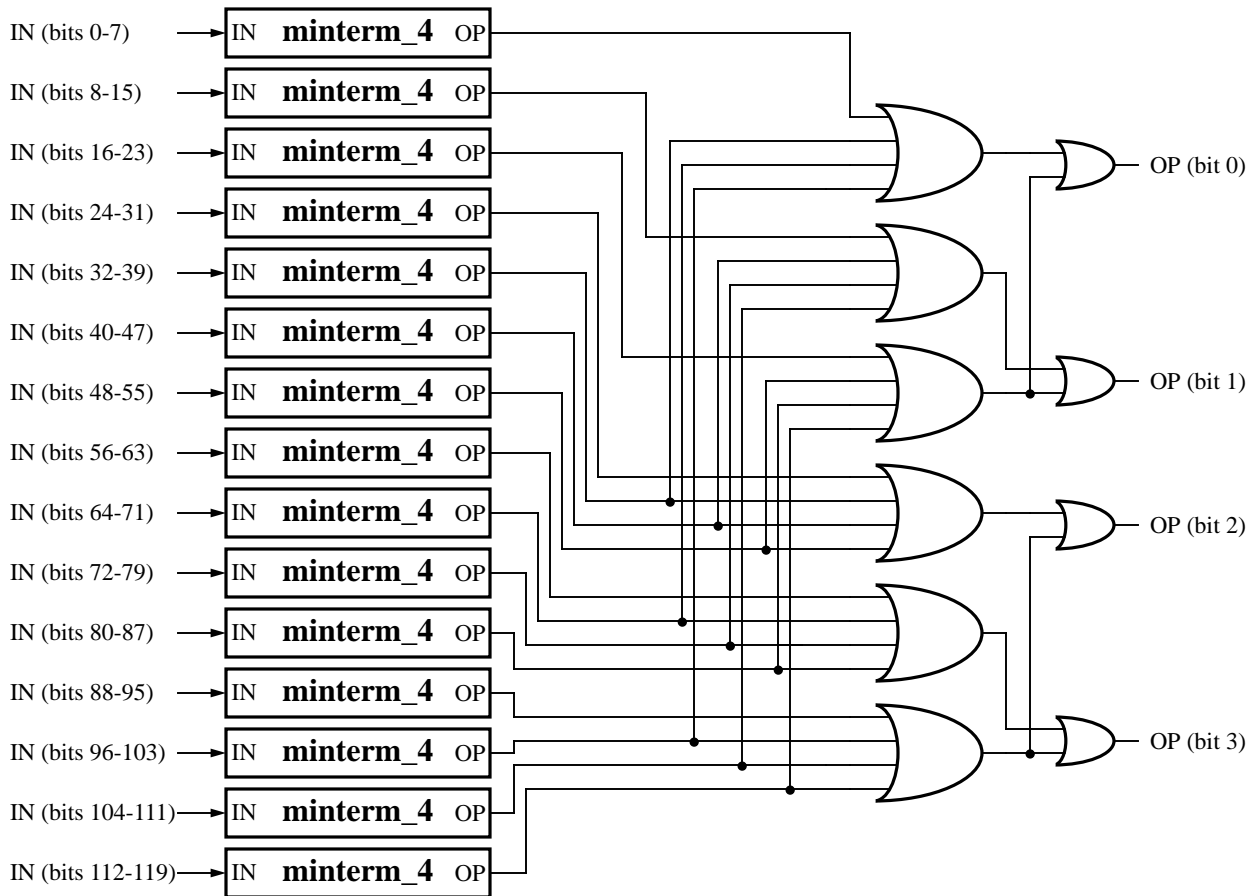 IN (bits 0-7) IN minterm_4 OP
IN (bits 8-15) IN minterm_4 OP
IN (bits 16-23) IN minterm_4 OP
OP (bit 0)
IN (bits 24-31) IN minterm_4 OP
IN (bits 32-39) IN minterm_4 OP
IN (bits 40-47) IN minterm_4 OP
IN (bits 48-55) IN minterm_4 OP
OP (bit 1)
IN (bits 56-63) IN minterm_4 OP
IN (bits 64-71) IN minterm_4 OP
OP (bit 2)
IN (bits 72-79) IN minterm_4 OP
IN (bits 80-87) IN minterm_4 OP
IN (bits 88-95) IN minterm_4 OP
IN (bits 96-103) IN minterm_4 OP
OP (bit 3)
IN (bits 104-111) IN minterm_4 OP
IN (bits 112-119) IN minterm_4 OP